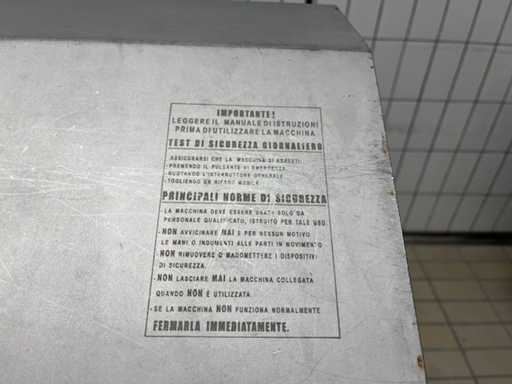 IMPORTANTE!
LEGGERE IL MANUALE DI ISTRUZIONI
PRIMA DI UTILIZZARE LA MACCHINA
TEST DI SICUREZZA GIORNALIERO
- ASSICURARSI CHE LA MACCHINA SI ARRESTI:
- PREMENDO IL PULSANTE DI EMERGENZA
- RUOTANDO L'INTERRUTTORE GENERALE
- TOGLIENDO UN RIPARO MOBILE
PRINCIPALI NORME DI SICUREZZA
- LA MACCHINA DEVE ESSERE USATA SOLO DA
PERSONALE QUALIFICATO, ISTRUITO PER TALE USO
- NON AVVICINARE MAI E PER NESSUN MOTIVO
LE MANI O INDUMENTI ALLE PARTI IN MOVIMENTO
- NON RIMUOVERE O MANOMETTERE I DISPOSITIVI
DI SICUREZZA.
- NON LASCIARE MAI LA MACCHINA COLLEGATA
QUANDO NON È UTILIZZATA
- SE LA MACCHINA NON FUNZIONA NORMALMENTE
FERMARLA IMMEDIATAMENTE.